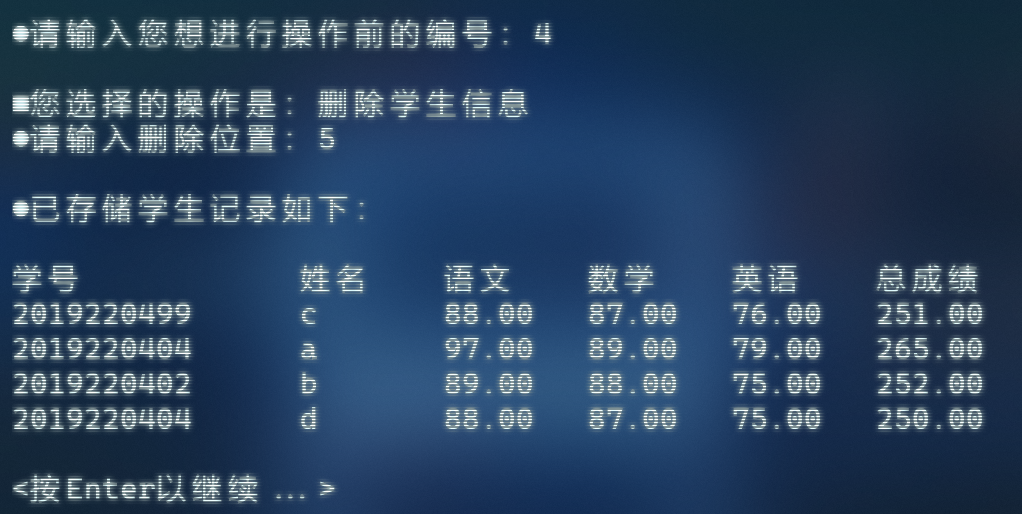 ●请输入您想进行操作前的编号：4
■您选择的操作是：删除学生信息
●请输入删除位置：5
●已存储学生记录如下：
学号 姓名 语文 数学 英语 总成绩
2019220499 c 88.00 87.00 76.00 251.00
2019220404 a 97.00 89.00 79.00 265.00
2019220402 b 89.00 88.00 75.00 252.00
2019220404 d 88.00 87.00 75.00 250.00
<按Enter以继续 ... >